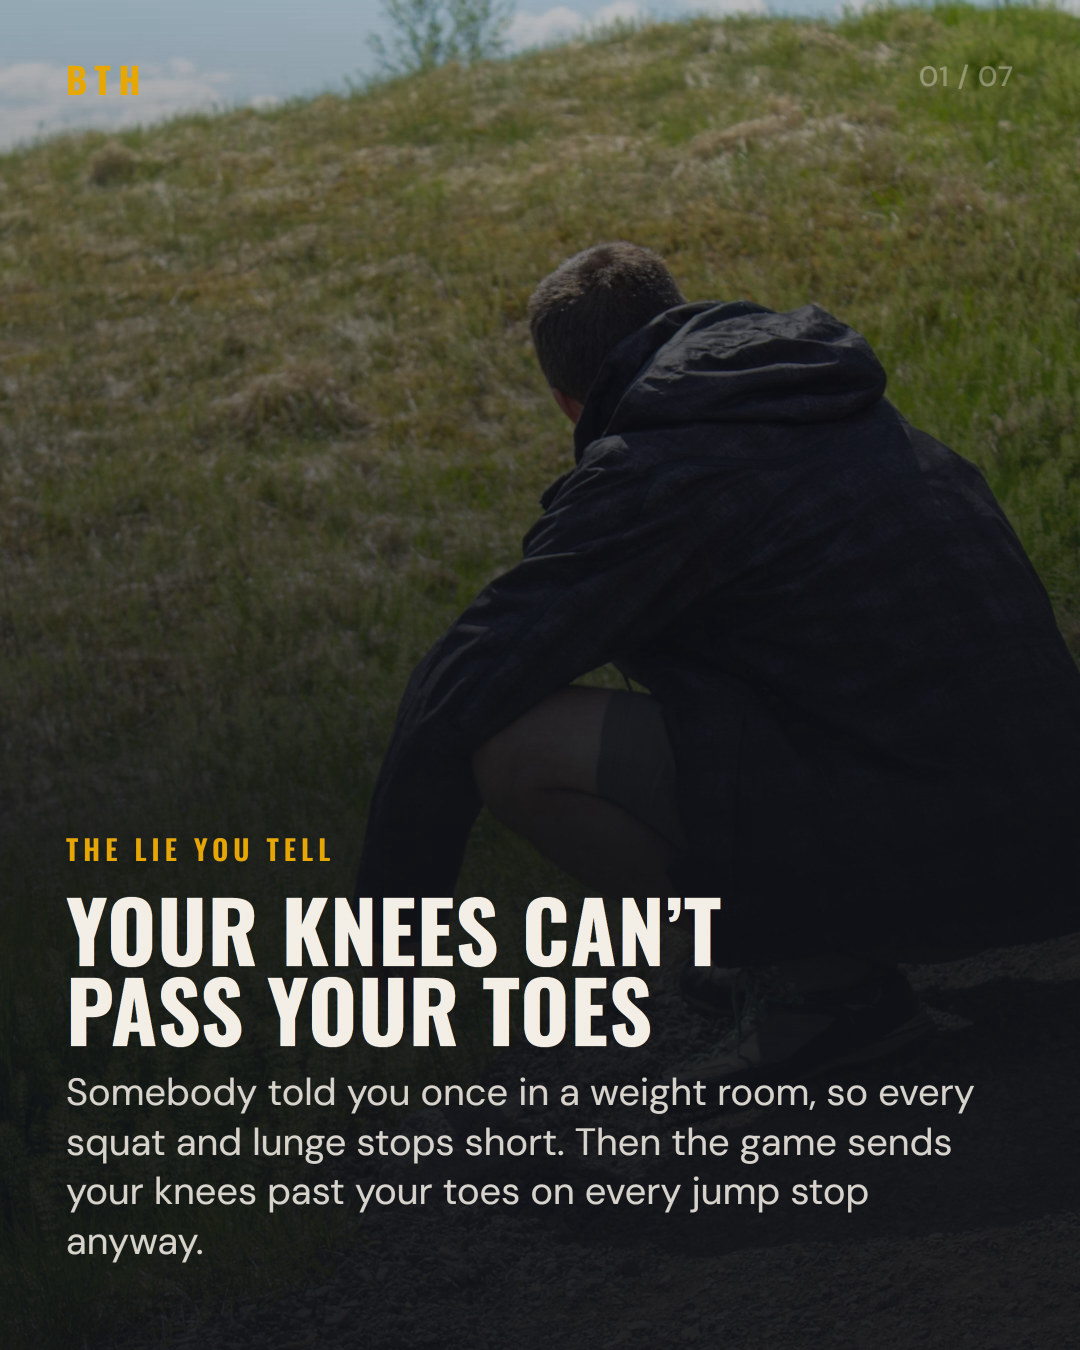 BTH
01 / 07
THE LIE YOU TELL
YOUR KNEES CAN’T
PASS YOUR TOES
Somebody told you once in a weight room, so every
squat and lunge stops short. Then the game sends
your knees past your toes on every jump stop
anyway.